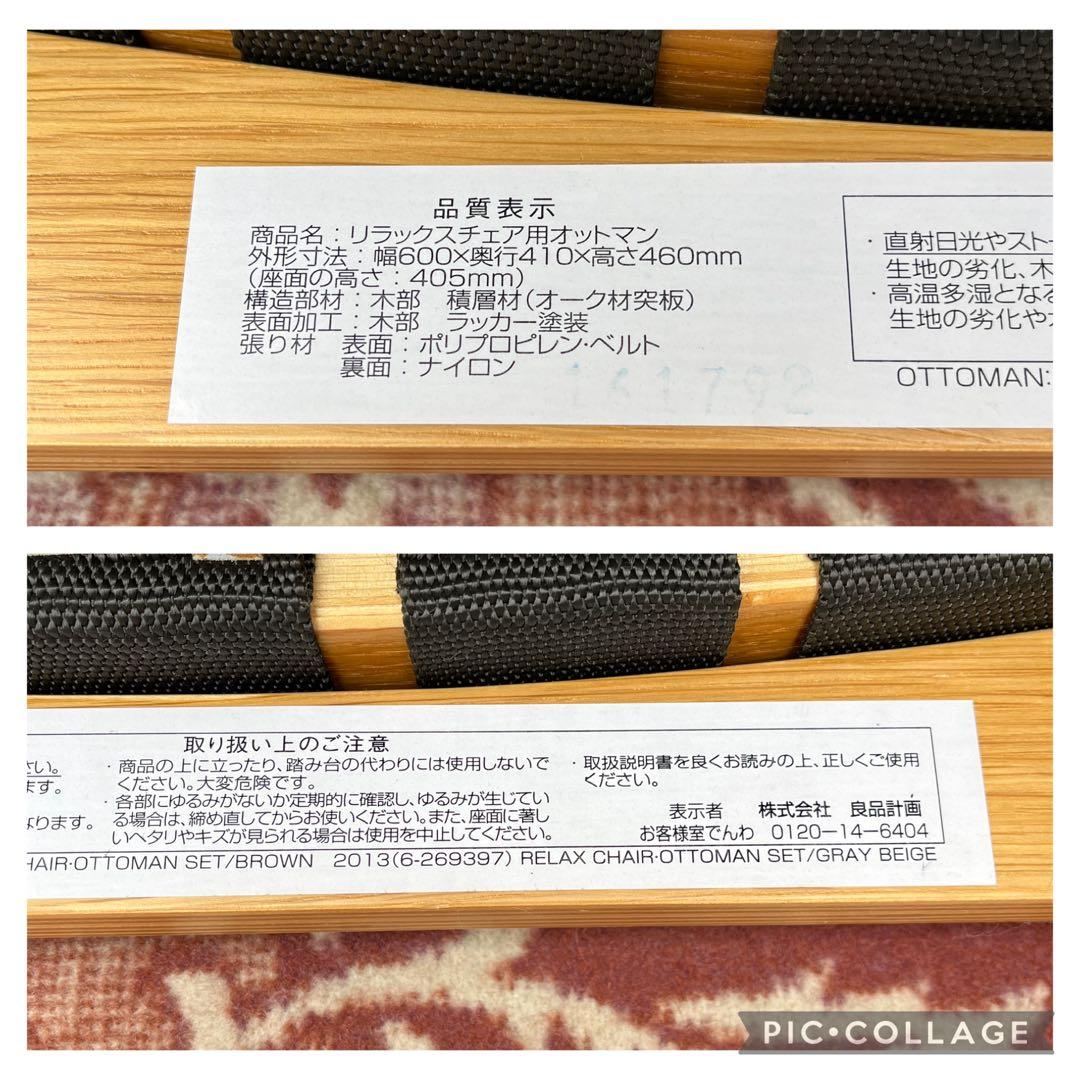 品質表示
商品名：リラックスチェア用オットマン
外形寸法：幅600×奥行410×高さ460mm
(座面の高さ：405mm)
構造部材：木部　積層材(オーク材突板)
表面加工：木部　ラッカー塗装
張り材　表面：ポリプロピレン・ベルト
裏面：ナイロン
161792
・直射日光やストー
生地の劣化、木
・高温多湿となる
生地の劣化や
OTTOMAN:
取り扱い上のご注意
さい。
ます。
なります。
・商品の上に立ったり、踏み台の代わりには使用しないで
ください。大変危険です。
・各部にゆるみがないか定期的に確認し、ゆるみが生じてい
る場合は、締め直してからお使いください。また、座面に著し
いヘタリやキズが見られる場合は使用を中止してください。
・取扱説明書を良くお読みの上、正しくご使用
ください。
表示者　株式会社　良品計画
お客様室でんわ　0120−14−6404
HAIR・OTTOMAN SET/BROWN　2013(6-269397) RELAX CHAIR・OTTOMAN SET/GRAY BEIGE
PIC•COLLAGE